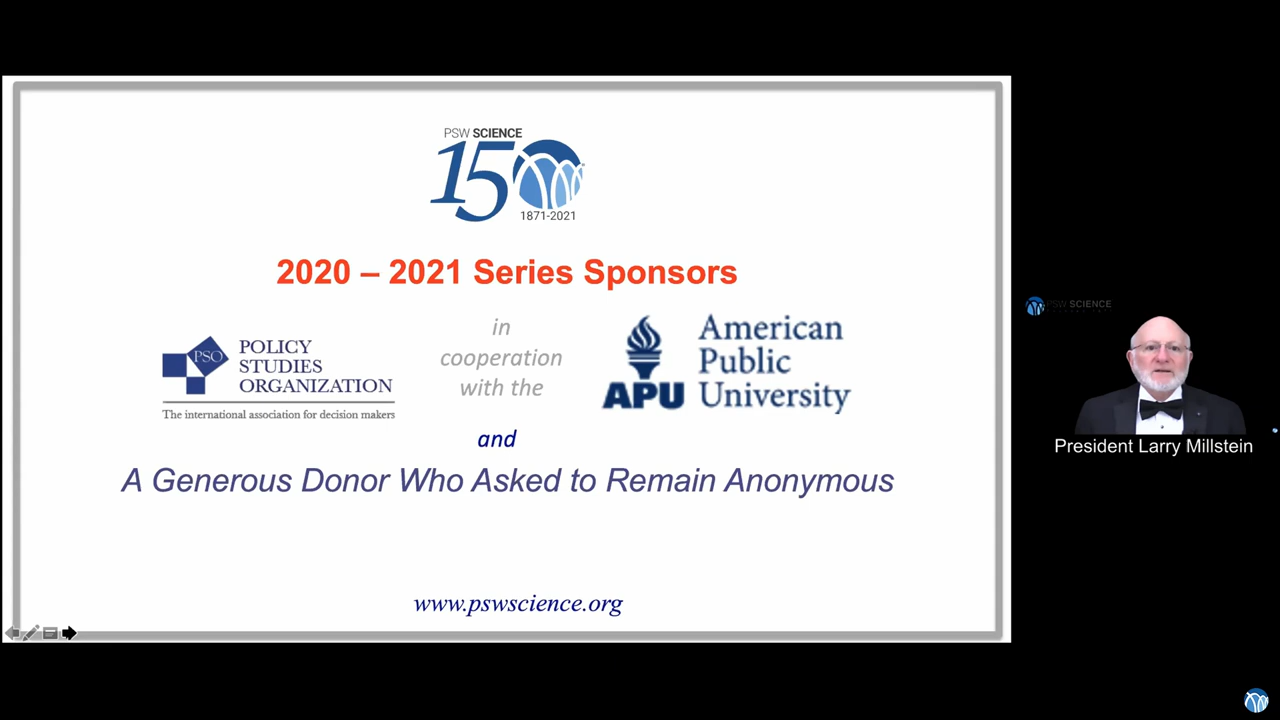 PSW SCIENCE
150
1871-2021
2020 – 2021 Series Sponsors
PSO
POLICY
STUDIES
ORGANIZATION
The international association for decision makers
in
cooperation
with the
APU
American
Public
University
and
A Generous Donor Who Asked to Remain Anonymous
www.pswscience.org
PSW SCIENCE
President Larry Millstein